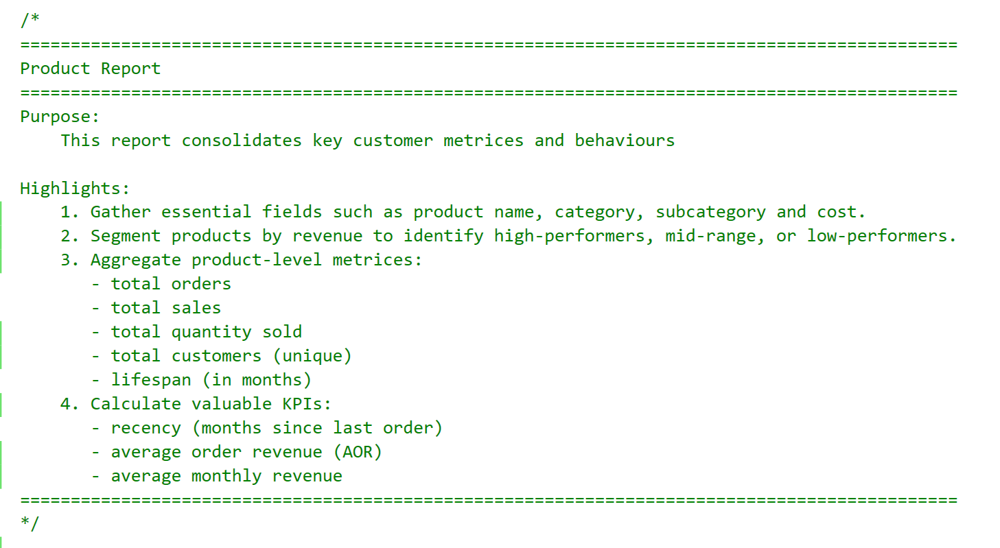 /*
=============================================================================================
Product Report
=============================================================================================
Purpose:
    This report consolidates key customer metrices and behaviours

Highlights:
    1. Gather essential fields such as product name, category, subcategory and cost.
    2. Segment products by revenue to identify high-performers, mid-range, or low-performers.
    3. Aggregate product-level metrices:
       - total orders
       - total sales
       - total quantity sold
       - total customers (unique)
       - lifespan (in months)
    4. Calculate valuable KPIs:
       - recency (months since last order)
       - average order revenue (AOR)
       - average monthly revenue
=============================================================================================
*/